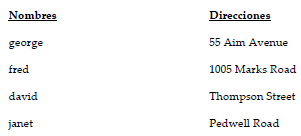 Nombres Direcciones
george 55 Aim Avenue
fred 1005 Marks Road
david Thompson Street
janet Pedwell Road